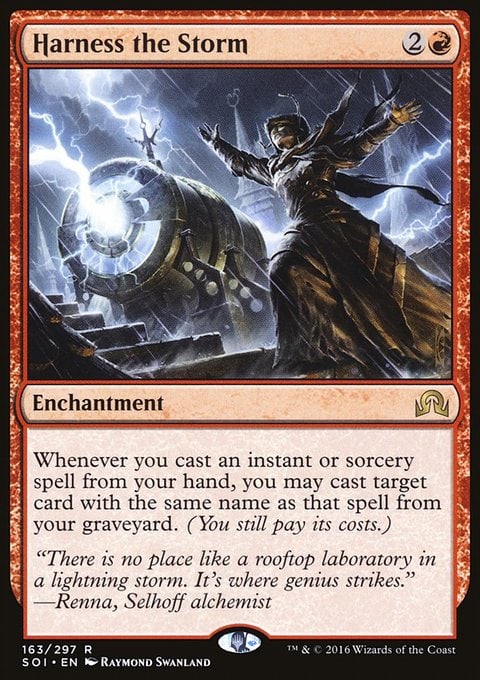 Harness the Storm 2
Enchantment
Whenever you cast an instant or sorcery
spell from your hand, you may cast target
card with the same name as that spell from
your graveyard. (You still pay its costs.)
“There is no place like a rooftop laboratory in
a lightning storm. It’s where genius strikes.”
—Renna, Selhoff alchemist
163/297 R
SOI • EN Raymond Swanland
™ & © 2016 Wizards of the Coast